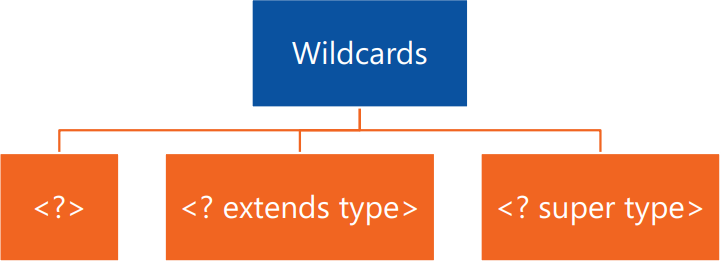 Wildcards
<?>
<? extends type>
<? super type>